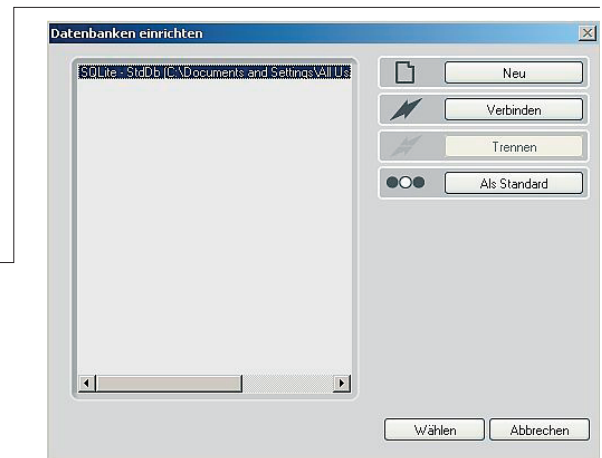 Datenbanken einrichten
SQLite - StdDb (C:\Documents and Settings\All Us
Neu
Verbinden
Trennen
Als Standard
Wählen
Abbrechen